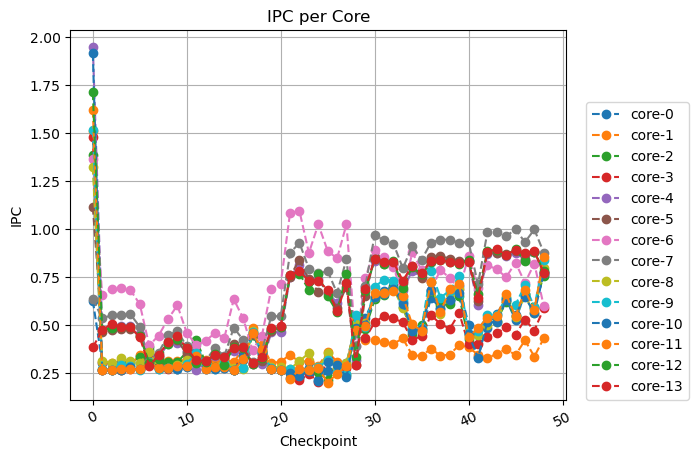 IPC per Core
2.00
1.75
1.50
1.25
1.00
0.75
0.50
0.25
IPC
0
10
20
30
40
50
Checkpoint
core-0
core-1
core-2
core-3
core-4
core-5
core-6
core-7
core-8
core-9
core-10
core-11
core-12
core-13